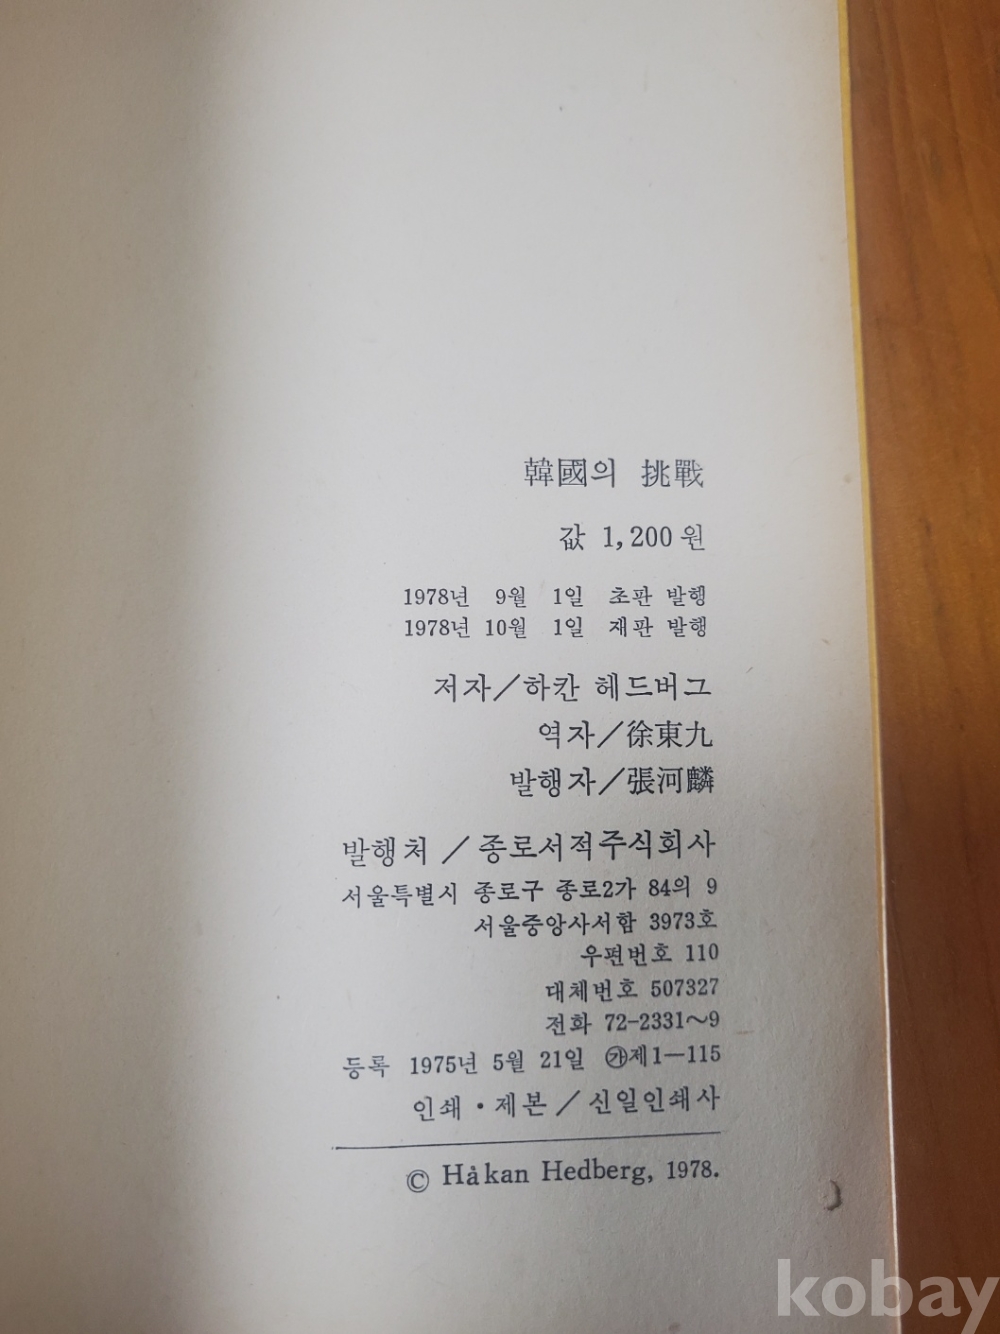 韓國의 挑戰
값 1,200원
1978년 9월 1일 초판 발행
1978년 10월 1일 재판 발행
저자／하칸 헤드버그
역자／徐東九
발행자／張河麟
발행처／종로서적주식회사
서울특별시 종로구 종로2가 84의 9
서울중앙사서함 3973호
우편번호 110
대체번호 507327
전화 72-2331～9
등록 1975년 5월 21일 ㉮제1—115
인쇄·제본／신일인쇄사
© Håkan Hedberg, 1978.
kobay